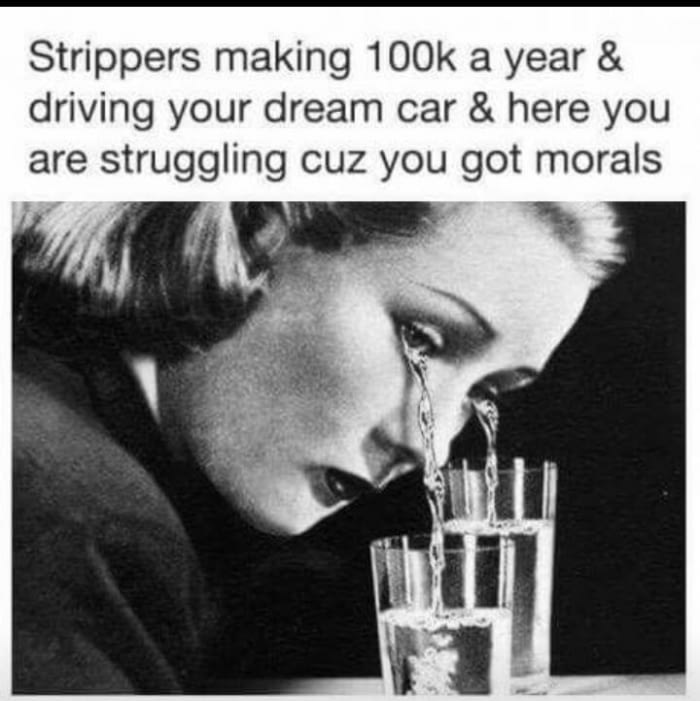 Strippers making 100k a year &
driving your dream car & here you
are struggling cuz you got morals